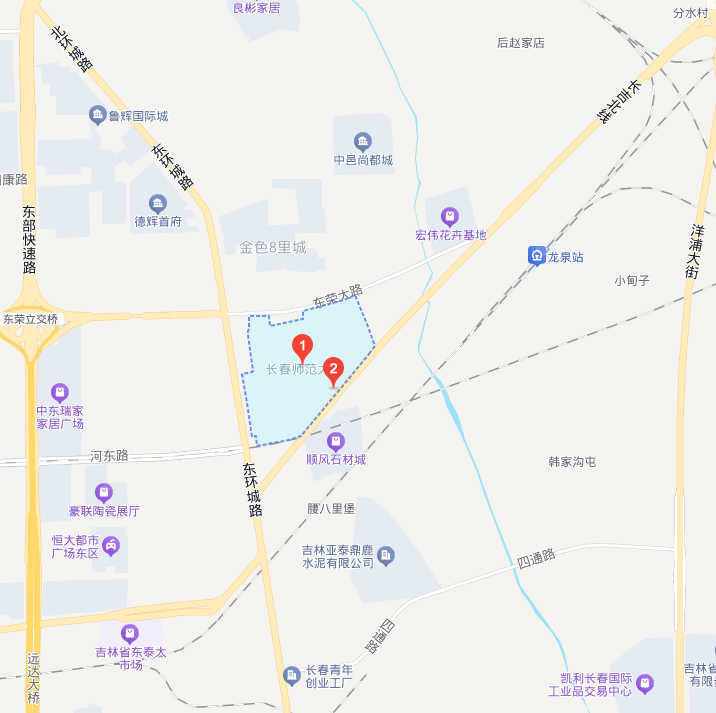 良彬家居
分水村
北环城路
后赵家店
长吉北线
鲁辉国际城
中邑尚都城
东环城路
康路
德辉首府
东部快速路
宏伟花卉基地
洋浦大街
金色8里城
龙泉站
小甸子
东荣大路
东荣立交桥
1
长春师范大
2
中东瑞家
家居广场
河东路
顺风石材城
韩家沟屯
东环城路
豪联陶瓷展厅
腰八里堡
恒大都市
广场东区
吉林亚泰鼎鹿
水泥有限公司
四通路
四通路
吉林省东泰太
市场
远达大桥
长春青年
创业工厂
凯利长春国际
工业品交易中心
吉林省
有限